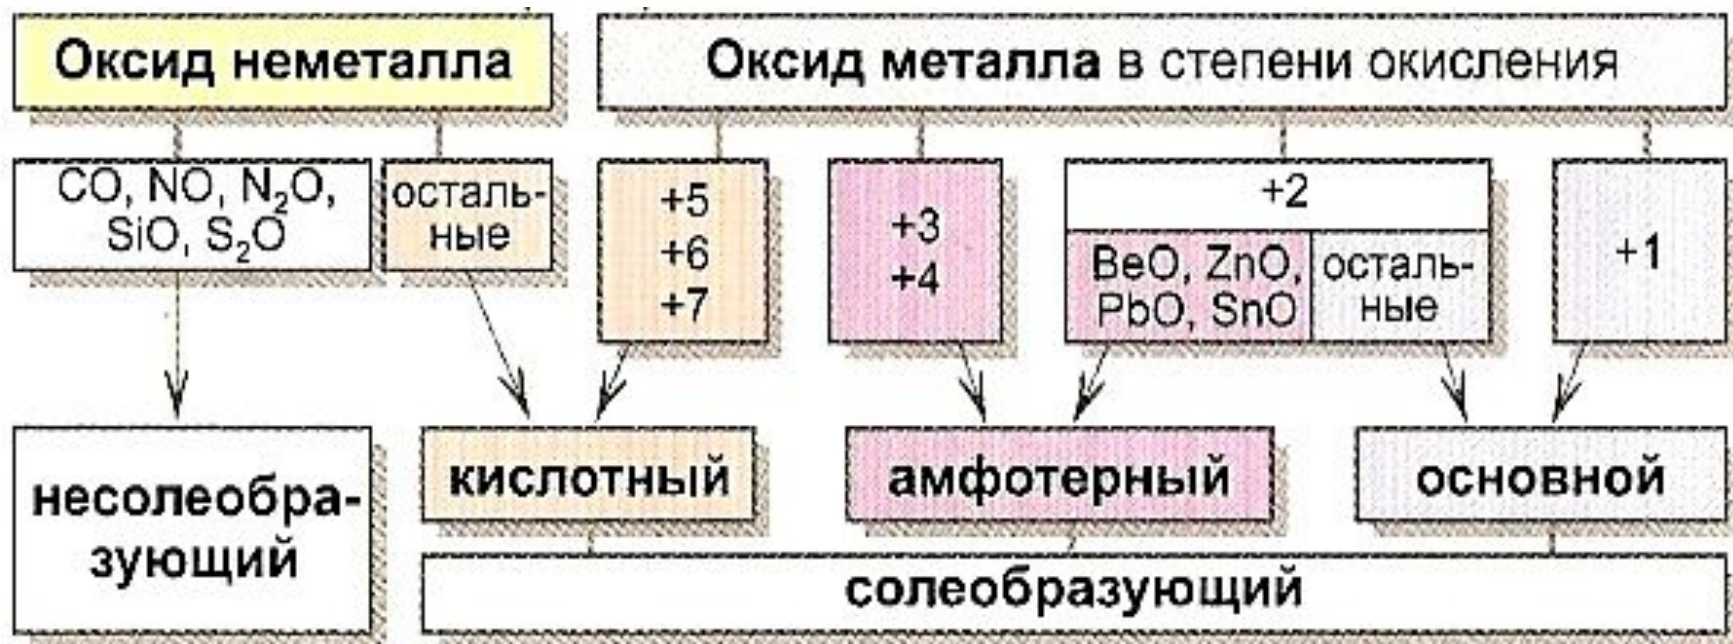 Оксид неметалла
Оксид металла в степени окисления
CO, NO, N₂O,
SiO, S₂O
осталь-
ные
+5
+6
+7
+3
+4
+2
BeO, ZnO,
PbO, SnO
осталь-
ные
+1
несолеобра-
зующий
кислотный
амфотерный
основной
солеобразующий